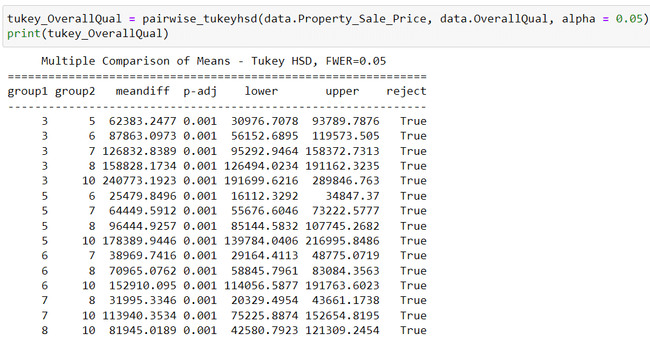 tukey_OverallQual = pairwise_tukeyhsd(data.Property_Sale_Price, data.OverallQual, alpha = 0.05)
print(tukey_OverallQual)
Multiple Comparison of Means - Tukey HSD, FWER=0.05
================================================================
group1 group2 meandiff p-adj lower upper reject
----------------------------------------------------------------
3 5 62383.2477 0.001 30976.7078 93789.7876 True
3 6 87863.0973 0.001 56152.6895 119573.505 True
3 7 126832.8389 0.001 95292.9464 158372.7313 True
3 8 158828.1734 0.001 126494.0234 191162.3235 True
3 10 240773.1923 0.001 191699.6216 289846.763 True
5 6 25479.8496 0.001 16112.3292 34847.37 True
5 7 64449.5912 0.001 55676.6046 73222.5777 True
5 8 96444.9257 0.001 85144.5832 107745.2682 True
5 10 178389.9446 0.001 139784.0406 216995.8486 True
6 7 38969.7416 0.001 29164.4113 48775.0719 True
6 8 70965.0762 0.001 58845.7961 83084.3563 True
6 10 152910.095 0.001 114056.5877 191763.6023 True
7 8 31995.3346 0.001 20329.4954 43661.1738 True
7 10 113940.3534 0.001 75225.8874 152654.8195 True
8 10 81945.0189 0.001 42580.7923 121309.2454 True